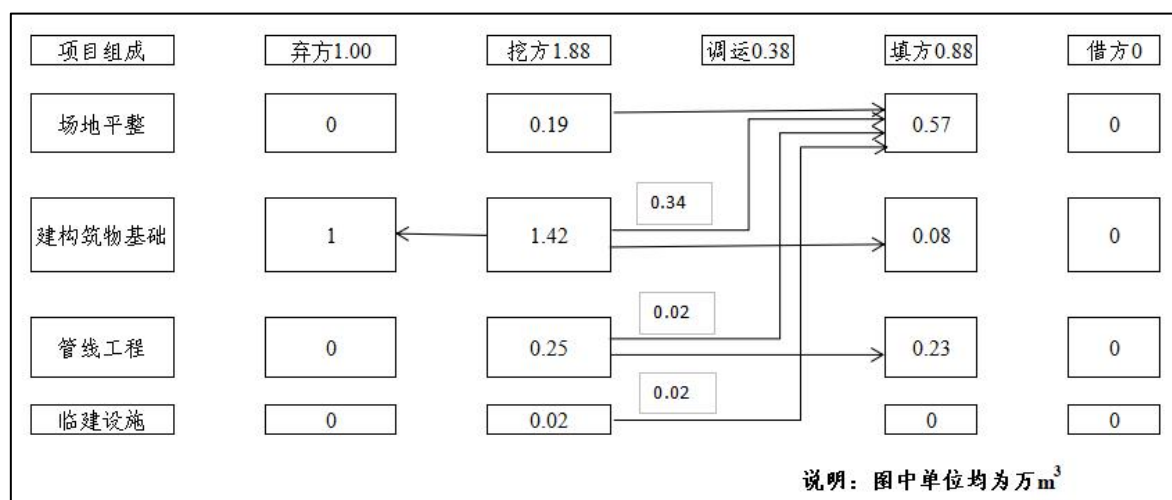 项目组成 弃方1.00 挖方1.88 调运0.38 填方0.88 借方0
场地平整 0 0.19 0.57 0
0.34
建构筑物基础 1 1.42 0.08 0
0.02
管线工程 0 0.25 0.23 0
0.02
临建设施 0 0.02 0 0
说明：图中单位均为万m³